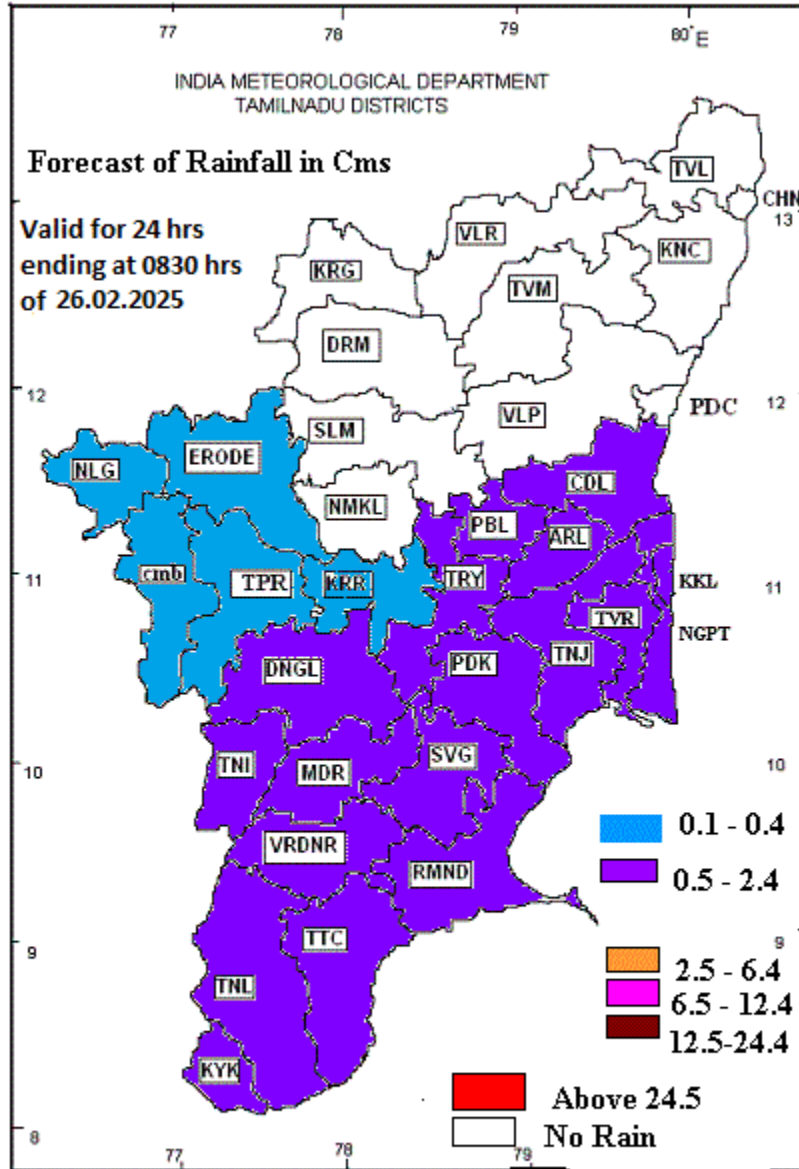 77 78 79 80° E
INDIA METEOROLOGICAL DEPARTMENT
TAMILNADU DISTRICTS
Forecast of Rainfall in Cms
TVL
CHN
13
Valid for 24 hrs
ending at 0830 hrs
of 26.02.2025
VLR
KNC
KRG
TVM
DRM
12
12
PDC
VLP
SLM
ERODE
NLG
CDL
NMKL
PBL
ARL
11
cmb
TPR
KRR
TRY
KKL
11
TVR
NGPT
DNGL
PDK
TNJ
10
TNI
MDR
SVG
10
0.1 - 0.4
VRDNR
RMND
0.5 - 2.4
9
TTC
9
2.5 - 6.4
TNL
6.5 - 12.4
12.5-24.4
KYK
Above 24.5
8
No Rain
77 78 79